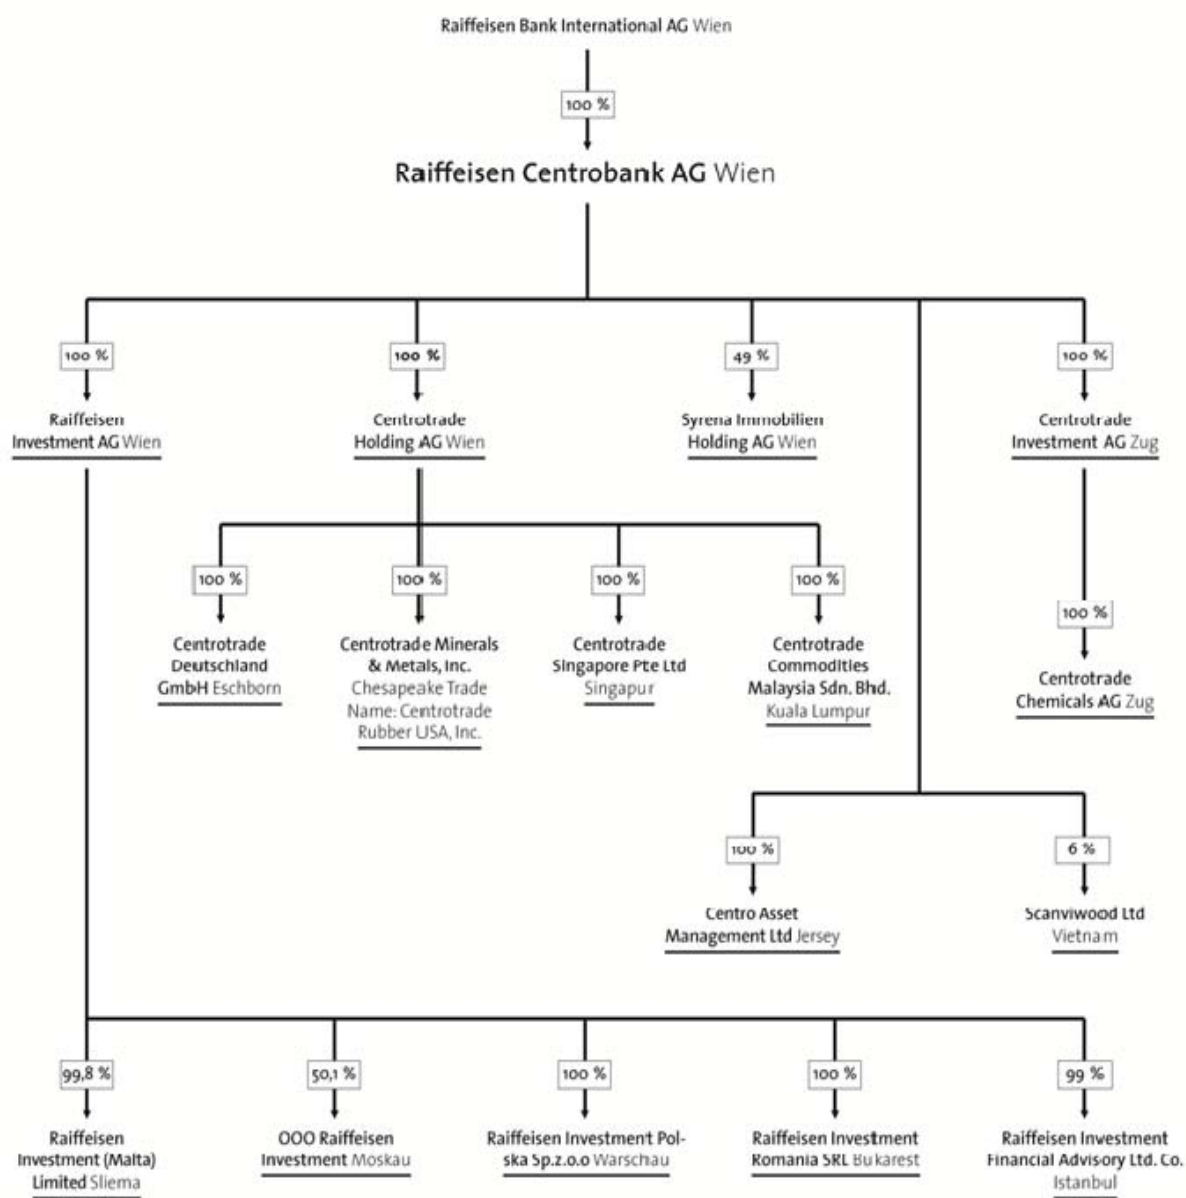 Raiffeisen Bank International AG Wien
100 %
Raiffeisen Centrobank AG Wien
100 %
100 %
49 %
100 %
Raiffeisen
Investment AG Wien
Centrotrade
Holding AG Wien
Syrena Immobilien
Holding AG Wien
Centrotrade
Investment AG Zug
100 %
100 %
100 %
100 %
100 %
Centrotrade
Deutschland
GmbH Eschborn
Centrotrade Minerals
& Metals, Inc.
Chesapeake Trade
Name: Centrotrade
Rubber USA, Inc.
Centrotrade
Singapore Pte Ltd
Singapur
Centrotrade
Commodities
Malaysia Sdn. Bhd.
Kuala Lumpur
Centrotrade
Chemicals AG Zug
100 %
6 %
Centro Asset
Management Ltd Jersey
Scanviwood Ltd
Vietnam
99,8 %
50,1 %
100 %
100 %
99 %
Raiffeisen
Investment (Malta)
Limited Sliema
OOO Raiffeisen
Investment Moskau
Raiffeisen Investment Pol-
ska Sp.z.o.o Warschau
Raiffeisen Investment
Romania SRL Bukarest
Raiffeisen Investment
Financial Advisory Ltd. Co.
Istanbul